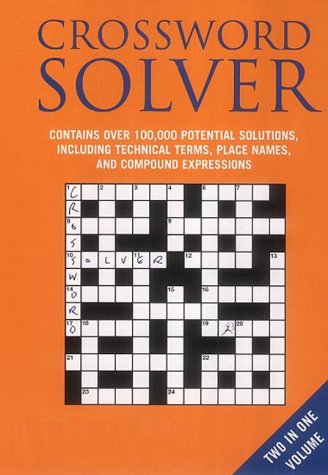 CROSSWORD
SOLVER
CONTAINS OVER 100,000 POTENTIAL SOLUTIONS,
INCLUDING TECHNICAL TERMS, PLACE NAMES,
AND COMPOUND EXPRESSIONS
CROSSWORD
SOLVER
TWO IN ONE
VOLUME